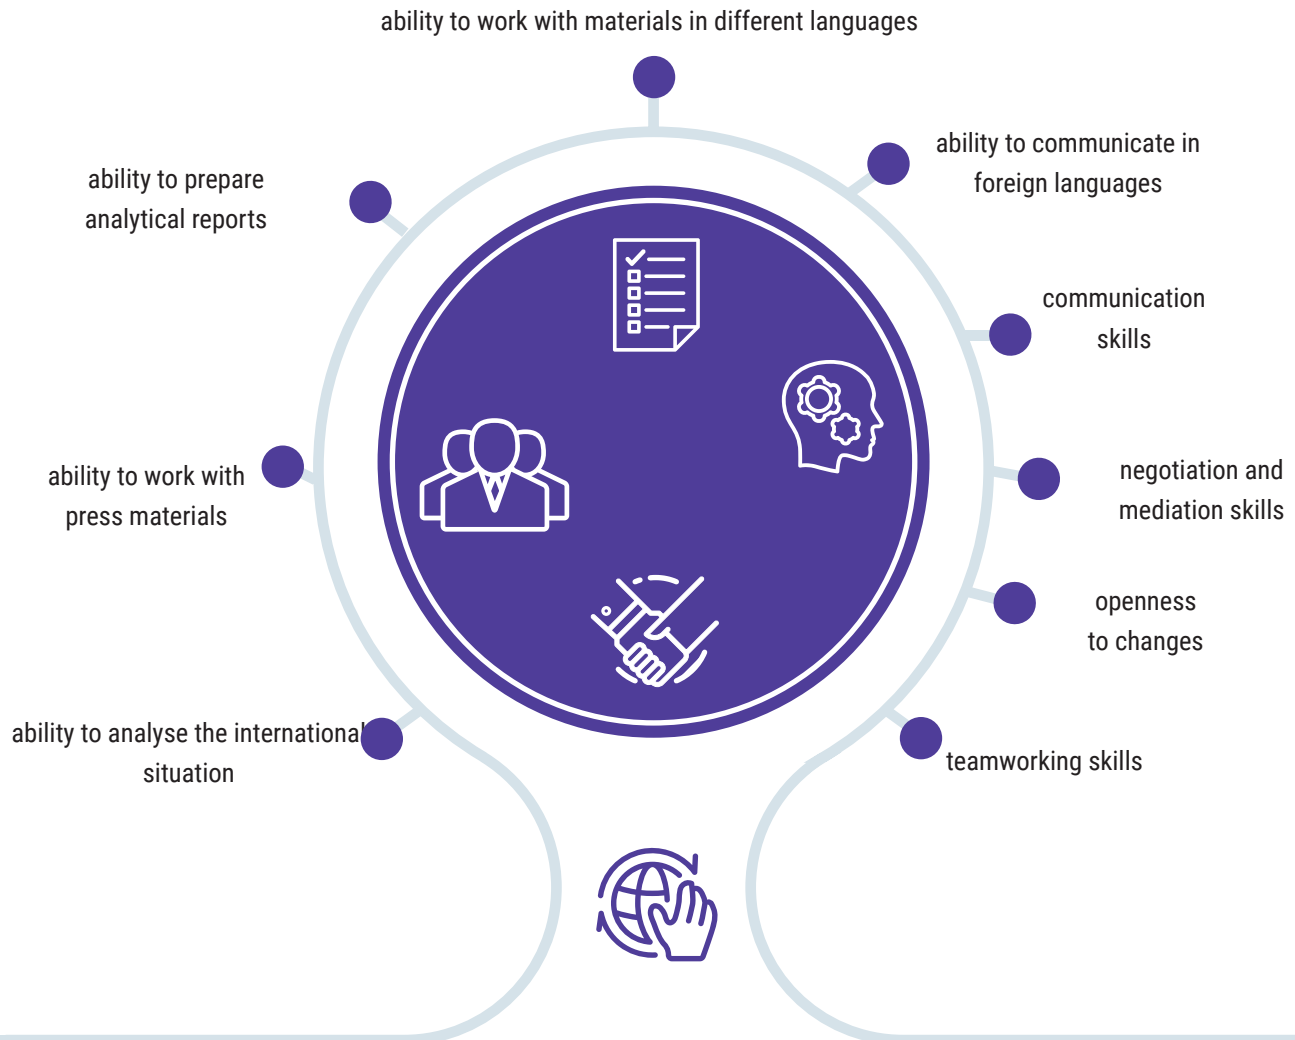 ability to work with materials in different languages
ability to communicate in
foreign languages
ability to prepare
analytical reports
communication
skills
ability to work with
press materials
negotiation and
mediation skills
openness
to changes
ability to analyse the international
situation
teamworking skills